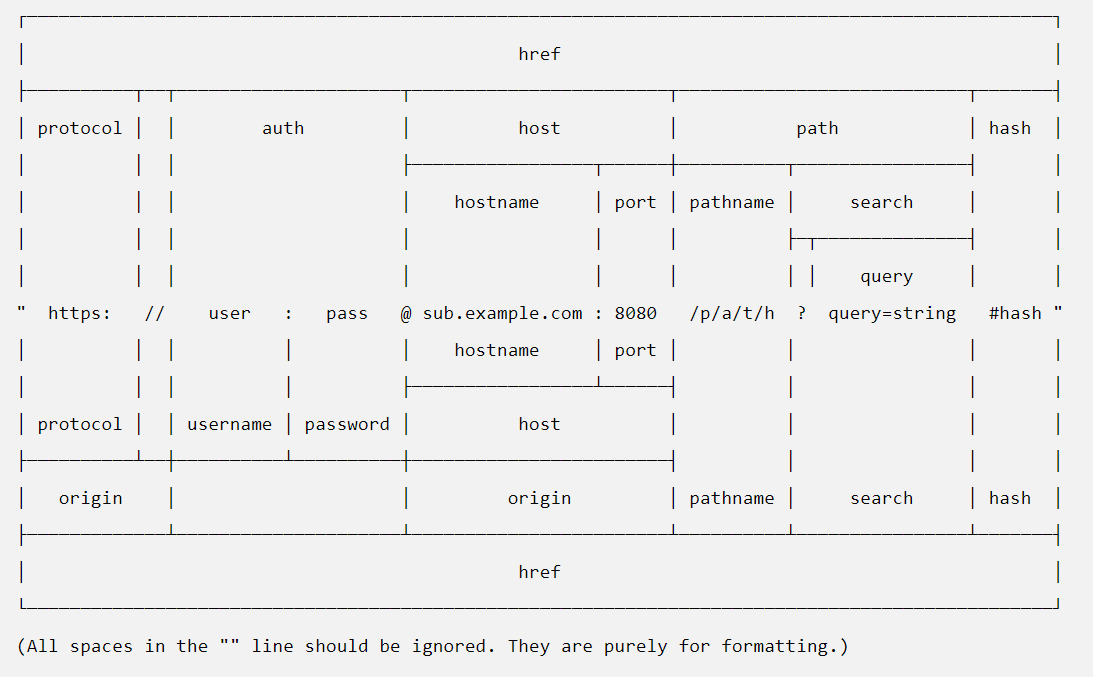 href
protocol auth host path hash
hostname port pathname search
query
" https: // user : pass @ sub.example.com : 8080 /p/a/t/h ? query=string #hash "
hostname port
protocol username password host
origin origin pathname search hash
href
(All spaces in the "" line should be ignored. They are purely for formatting.)